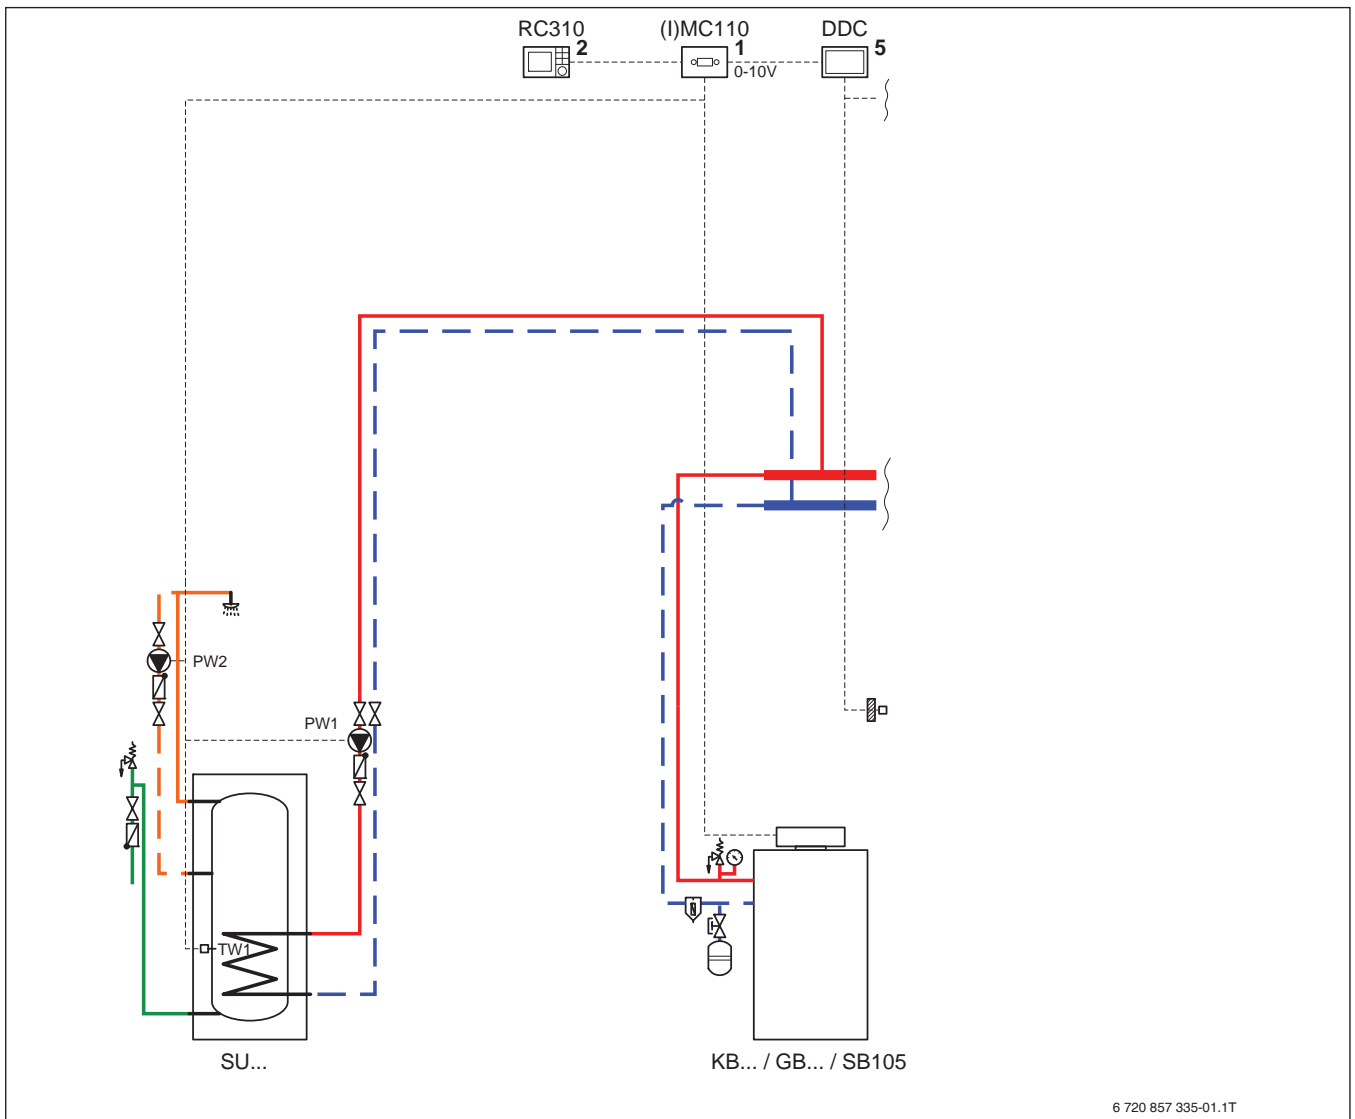 RC310 (I)MC110 DDC
2 1 5
0-10V
PW2
PW1
TW1
SU...
KB... / GB... / SB105
6 720 857 335-01.1T